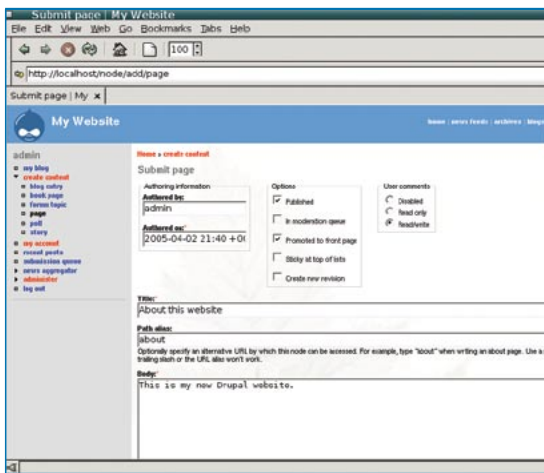 Submit page | My Website
File Edit View Web Go Bookmarks Tabs Help
100
http://localhost/node/add/page
Submit page | My x
My Website
home | news feeds | archives | blogs
admin
my blog
create content
blog entry
book page
forum topic
page
poll
story
my account
recent posts
submission queue
news aggregator
administer
log out
Home » create content
Submit page
Authoring information
Authored by:
admin
Authored on:*
2005-04-02 21:40 +0
Options
Published
In moderation queue
Promoted to front page
Sticky at top of lists
Create new revision
User comments
Disabled
Read only
Read/write
Title:*
About this website
Path alias:
about
Optionally specify an alternative URL by which this node can be accessed. For example, type "about" when writing an about page. Use a
trailing slash or the URL alias won't work.
Body:*
This is my new Drupal website.